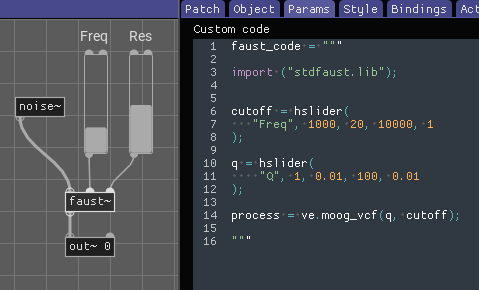 Patch Object Params Style Bindings Act
Custom code
Freq Res
noise~
faust~
out~ 0
1 faust_code = """
2
3 import ("stdfaust.lib");
4
5
6 cutoff = hslider(
7 "Freq", 1000, 20, 10000, 1
8 );
9
10 q = hslider(
11 "Q", 1, 0.01, 100, 0.01
12 );
13
14 process = ve.moog_vcf(q, cutoff);
15
16 """